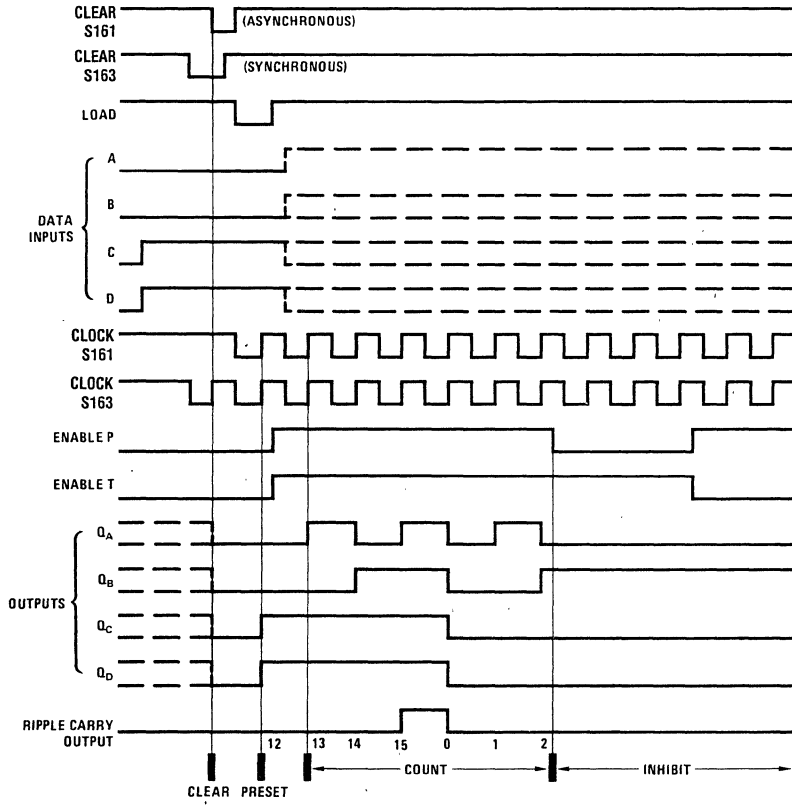 CLEAR
S161
(ASYNCHRONOUS)
CLEAR
S163
(SYNCHRONOUS)
LOAD
A
B
DATA
INPUTS
C
D
CLOCK
S161
CLOCK
S163
ENABLE P
ENABLE T
QA
QB
OUTPUTS
QC
QD
RIPPLE CARRY
OUTPUT
12 13 14 15 0 1 2
COUNT
INHIBIT
CLEAR PRESET